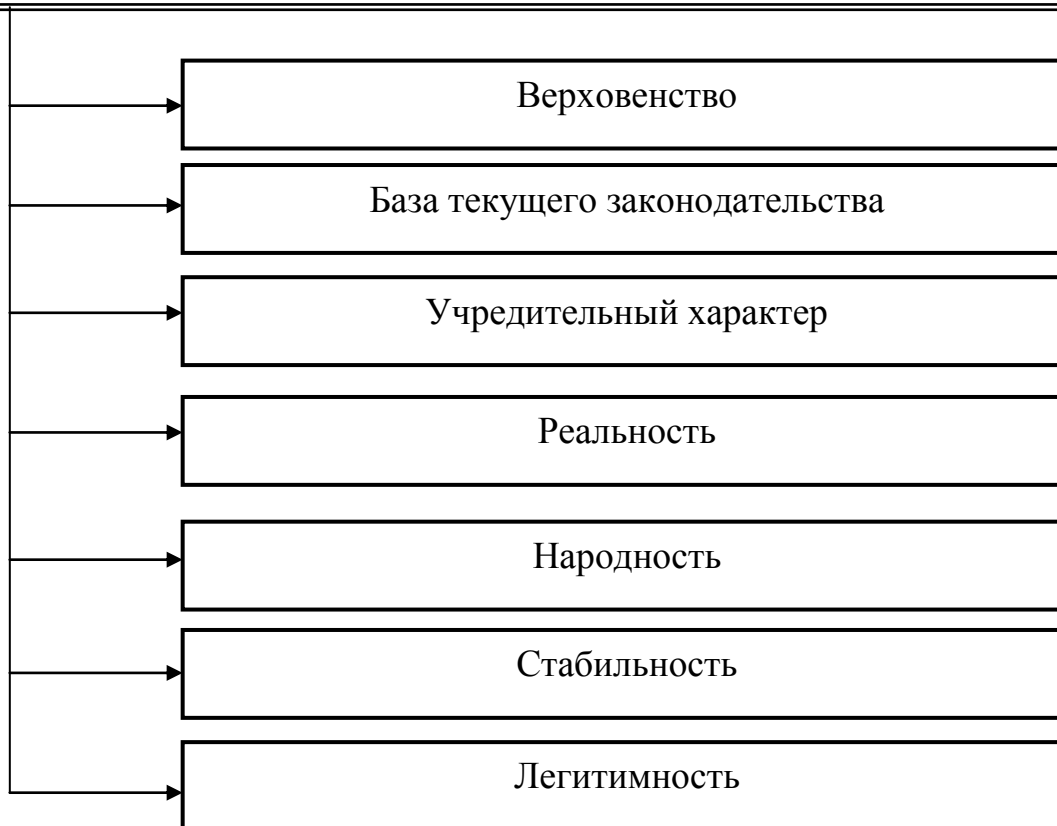 Верховенство
База текущего законодательства
Учредительный характер
Реальность
Народность
Стабильность
Легитимность